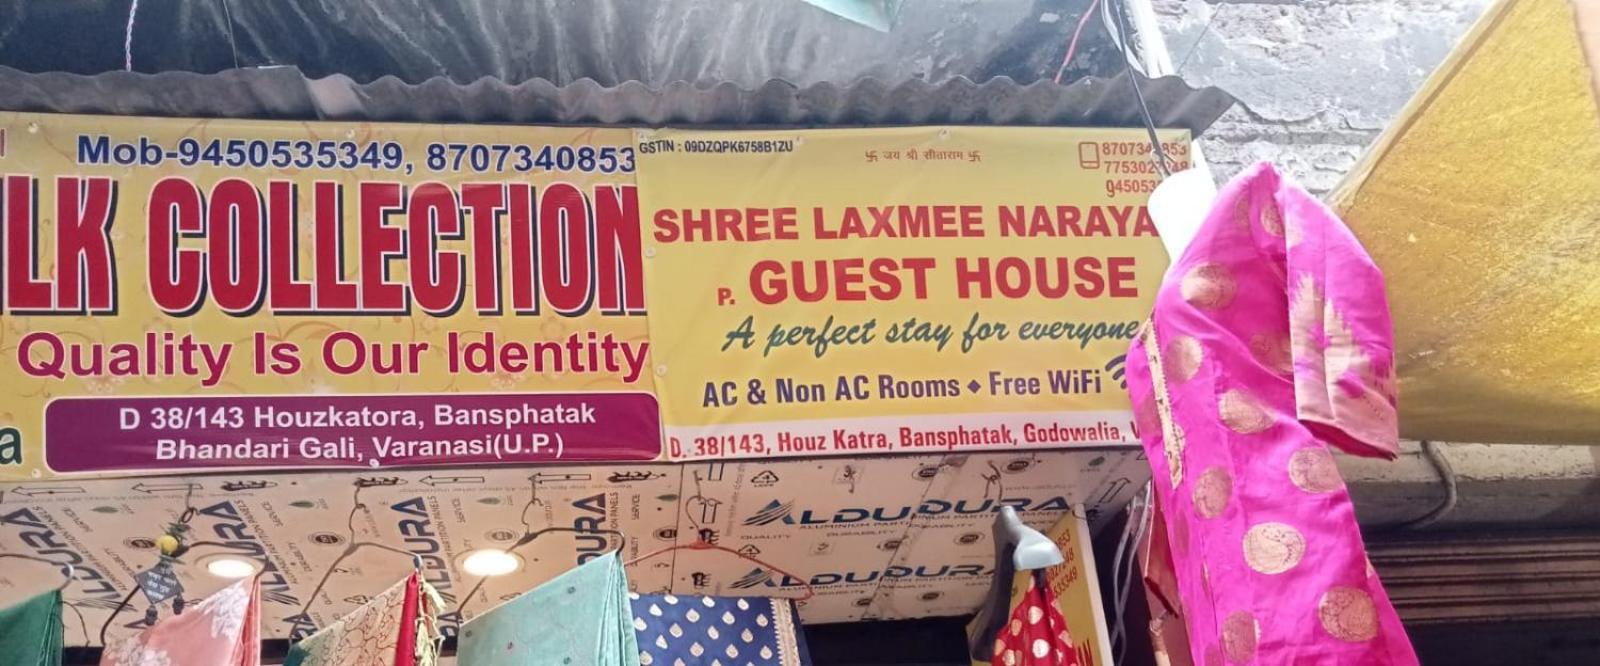 Mob-9450535349, 8707340853
LK COLLECTION
Quality Is Our Identity
D 38/143 Houzkatora, Bansphatak
Bhandari Gali, Varanasi(U.P.)
GSTIN : 09DZQPK6758B1ZU
卐 जय श्री सीताराम 卐
SHREE LAXMEE NARAYA
P. GUEST HOUSE
A perfect stay for everyone
AC & Non AC Rooms ◆ Free WiFi
D. 38/143, Houz Katra, Bansphatak, Godowalia,
ALDUDURA
ALDUDURA